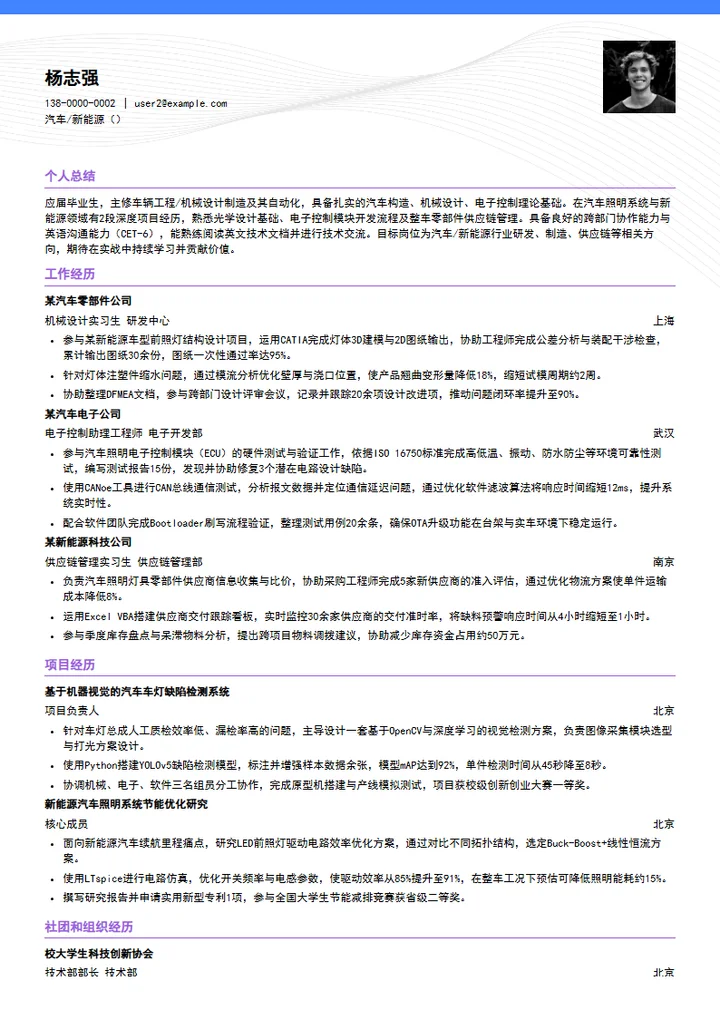 杨志强
138-0000-0002 | user2@example.com
汽车/新能源（）
个人总结
应届毕业生，主修车辆工程/机械设计制造及其自动化，具备扎实的汽车构造、机械设计、电子控制理论基础。在汽车照明系统与新
能源领域有2段深度项目经历，熟悉光学设计基础、电子控制模块开发流程及整车零部件供应链管理。具备良好的跨部门协作能力与
英语沟通能力（CET-6），能熟练阅读英文技术文档并进行技术交流。目标岗位为汽车/新能源行业研发、制造、供应链等相关方
向，期待在实战中持续学习并贡献价值。
工作经历
某汽车零部件公司
机械设计实习生 研发中心 上海
• 参与某新能源车型前照灯结构设计项目，运用CATIA完成灯体3D建模与2D图纸输出，协助工程师完成公差分析与装配干涉检查，
累计输出图纸30余份，图纸一次性通过率达95%。
• 针对灯体注塑件缩水问题，通过模流分析优化壁厚与浇口位置，使产品翘曲变形量降低18%，缩短试模周期约2周。
• 协助整理DFMEA文档，参与跨部门设计评审会议，记录并跟踪20余项设计改进项，推动问题闭环率提升至90%。
某汽车电子公司
电子控制助理工程师 电子开发部 武汉
• 参与汽车照明电子控制模块（ECU）的硬件测试与验证工作，依据ISO 16750标准完成高低温、振动、防水防尘等环境可靠性测
试，编写测试报告15份，发现并协助修复3个潜在电路设计缺陷。
• 使用CANoe工具进行CAN总线通信测试，分析报文数据并定位通信延迟问题，通过优化软件滤波算法将响应时间缩短12ms，提升系
统实时性。
• 配合软件团队完成Bootloader刷写流程验证，整理测试用例20余条，确保OTA升级功能在台架与实车环境下稳定运行。
某新能源科技公司
供应链管理实习生 供应链管理部 南京
• 负责汽车照明灯具零部件供应商信息收集与比价，协助采购工程师完成5家新供应商的准入评估，通过优化物流方案使单件运输
成本降低8%。
• 运用Excel VBA搭建供应商交付跟踪看板，实时监控30余家供应商的交付准时率，将缺料预警响应时间从4小时缩短至1小时。
• 参与季度库存盘点与呆滞物料分析，提出跨项目物料调拨建议，协助减少库存资金占用约50万元。
项目经历
基于机器视觉的汽车车灯缺陷检测系统
项目负责人 北京
• 针对车灯总成人工质检效率低、漏检率高的问题，主导设计一套基于OpenCV与深度学习的视觉检测方案，负责图像采集模块选型
与打光方案设计。
• 使用Python搭建YOLOv5缺陷检测模型，标注并增强样本数据余张，模型mAP达到92%，单件检测时间从45秒降至8秒。
• 协调机械、电子、软件三名组员分工协作，完成原型机搭建与产线模拟测试，项目获校级创新创业大赛一等奖。
新能源汽车照明系统节能优化研究
核心成员 北京
• 面向新能源汽车续航里程痛点，研究LED前照灯驱动电路效率优化方案，通过对比不同拓扑结构，选定Buck-Boost+线性恒流方
案。
• 使用LTspice进行电路仿真，优化开关频率与电感参数，使驱动效率从85%提升至91%，在整车工况下预估可降低照明能耗约15%。
• 撰写研究报告并申请实用新型专利1项，参与全国大学生节能减排竞赛获省级二等奖。
社团和组织经历
校大学生科技创新协会
技术部部长 技术部 北京